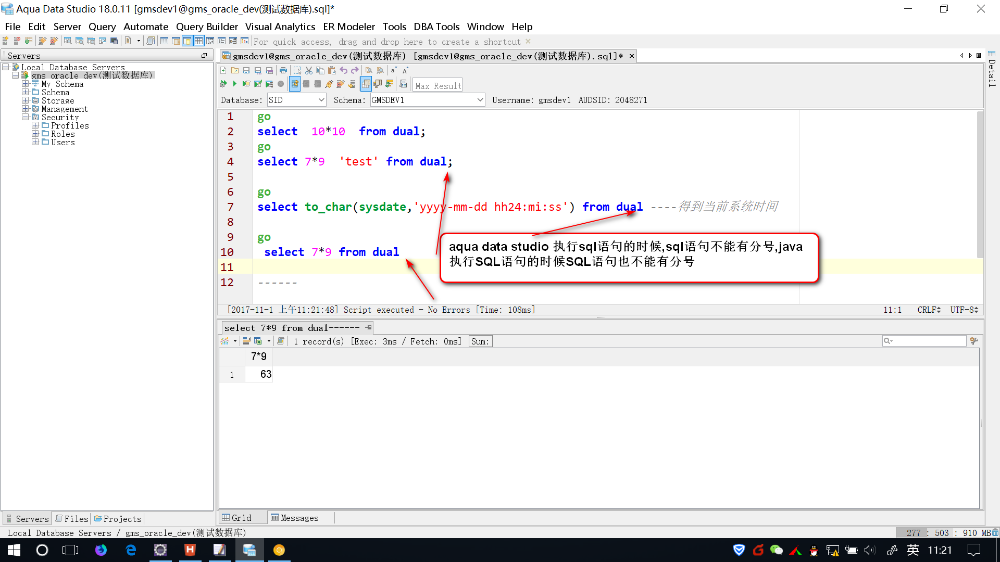 Aqua Data Studio 18.0.11 [gmsdev1@gms_oracle_dev(测试数据库).sql]*
File Edit Server Query Automate Query Builder Visual Analytics ER Modeler Tools DBA Tools Window Help
For quick access, drag and drop here to create a shortcut
Servers
Local Database Servers
gms_oracle_dev(测试数据库)
My Schema
Schema
Storage
Management
Security
Profiles
Roles
Users
gmsdev1@gms_oracle_dev(测试数据库) [gmsdev1@gms_oracle_dev(测试数据库).sql]*
Detail
Max Result
Database: SID Schema: GMSDEV1 Username: gmsdev1 AUDSID: 2048271
1 go
2 select  10*10  from dual;
3 go
4 select 7*9  'test' from dual;
5
6 go
7 select to_char(sysdate,'yyyy-mm-dd hh24:mi:ss') from dual ----得到当前系统时间
8
9 go
10 select 7*9 from dual
11
12 ------
aqua data studio 执行sql语句的时候,sql语句不能有分号,java
执行SQL语句的时候SQL语句也不能有分号
[2017-11-1 上午11:21:48] Script executed - No Errors [Time: 108ms]
11:1 CRLF UTF-8
select 7*9 from dual------
1 record(s) [Exec: 3ms / Fetch: 0ms] Sum:
7*9
1 63
Grid Messages
Servers Files Projects
Local Database Servers / gms_oracle_dev(测试数据库)
277 : 503 : 910 MB
英 11:21